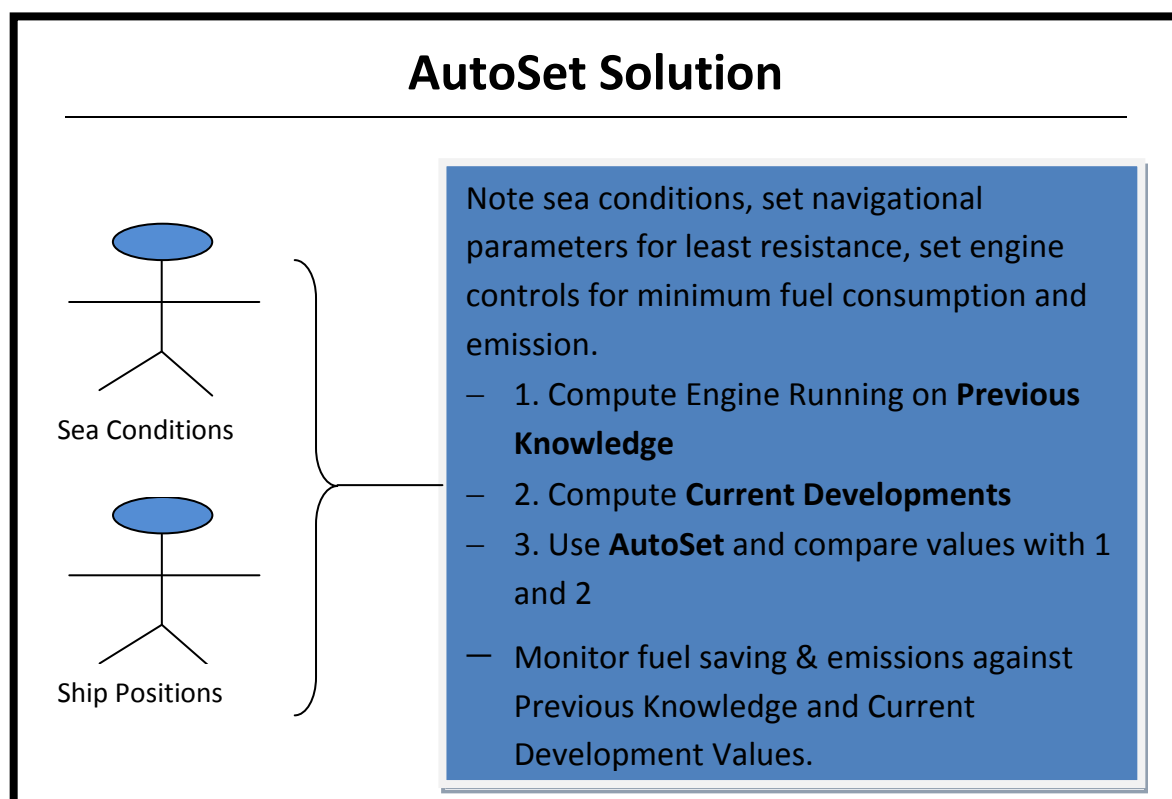 AutoSet Solution
Sea Conditions
Ship Positions
Note sea conditions, set navigational
parameters for least resistance, set engine
controls for minimum fuel consumption and
emission.
– 1. Compute Engine Running on Previous
Knowledge
– 2. Compute Current Developments
– 3. Use AutoSet and compare values with 1
and 2
– Monitor fuel saving & emissions against
Previous Knowledge and Current
Development Values.